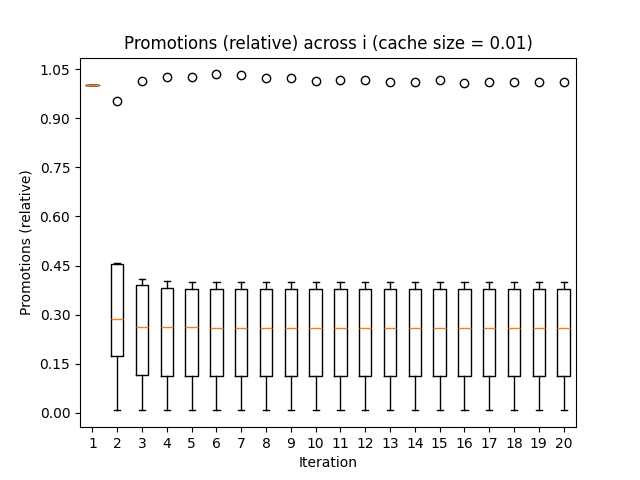 Promotions (relative) across i (cache size = 0.01)
Promotions (relative)
1.05
0.90
0.75
0.60
0.45
0.30
0.15
0.00
1 2 3 4 5 6 7 8 9 10 11 12 13 14 15 16 17 18 19 20
Iteration